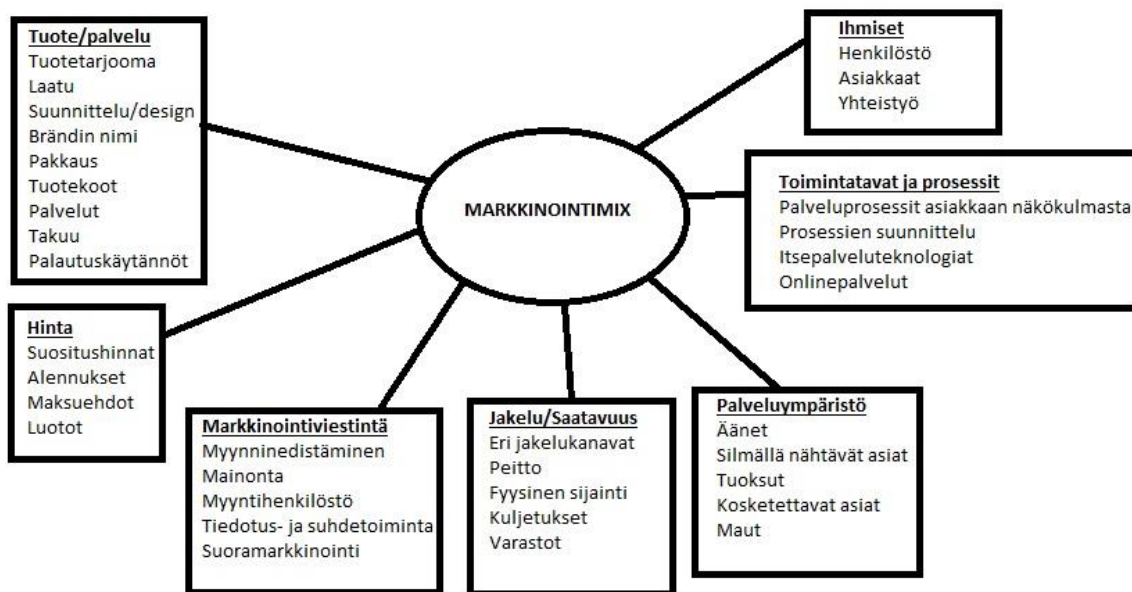 Tuote/palvelu
Tuotetarjooma
Laatu
Suunnittelu/design
Brändin nimi
Pakkaus
Tuotekoot
Palvelut
Takuu
Palautuskäytännöt
Ihmiset
Henkilöstö
Asiakkaat
Yhteistyö
MARKKINOINTIMIX
Toimintatavat ja prosessit
Palveluprosessit asiakkaan näkökulmasta
Prosessien suunnittelu
Itsepalveluteknologiat
Onlinepalvelut
Hinta
Suositushinnat
Alennukset
Maksuehdot
Luotot
Markkinointiviestintä
Myynninedistäminen
Mainonta
Myyntihenkilöstö
Tiedotus- ja suhdetoiminta
Suoramarkkinointi
Jakelu/Saatavuus
Eri jakelukanavat
Peitto
Fyysinen sijainti
Kuljetukset
Varastot
Palveluympäristö
Äänet
Silmällä nähtävät asiat
Tuoksut
Kosketettavat asiat
Maut